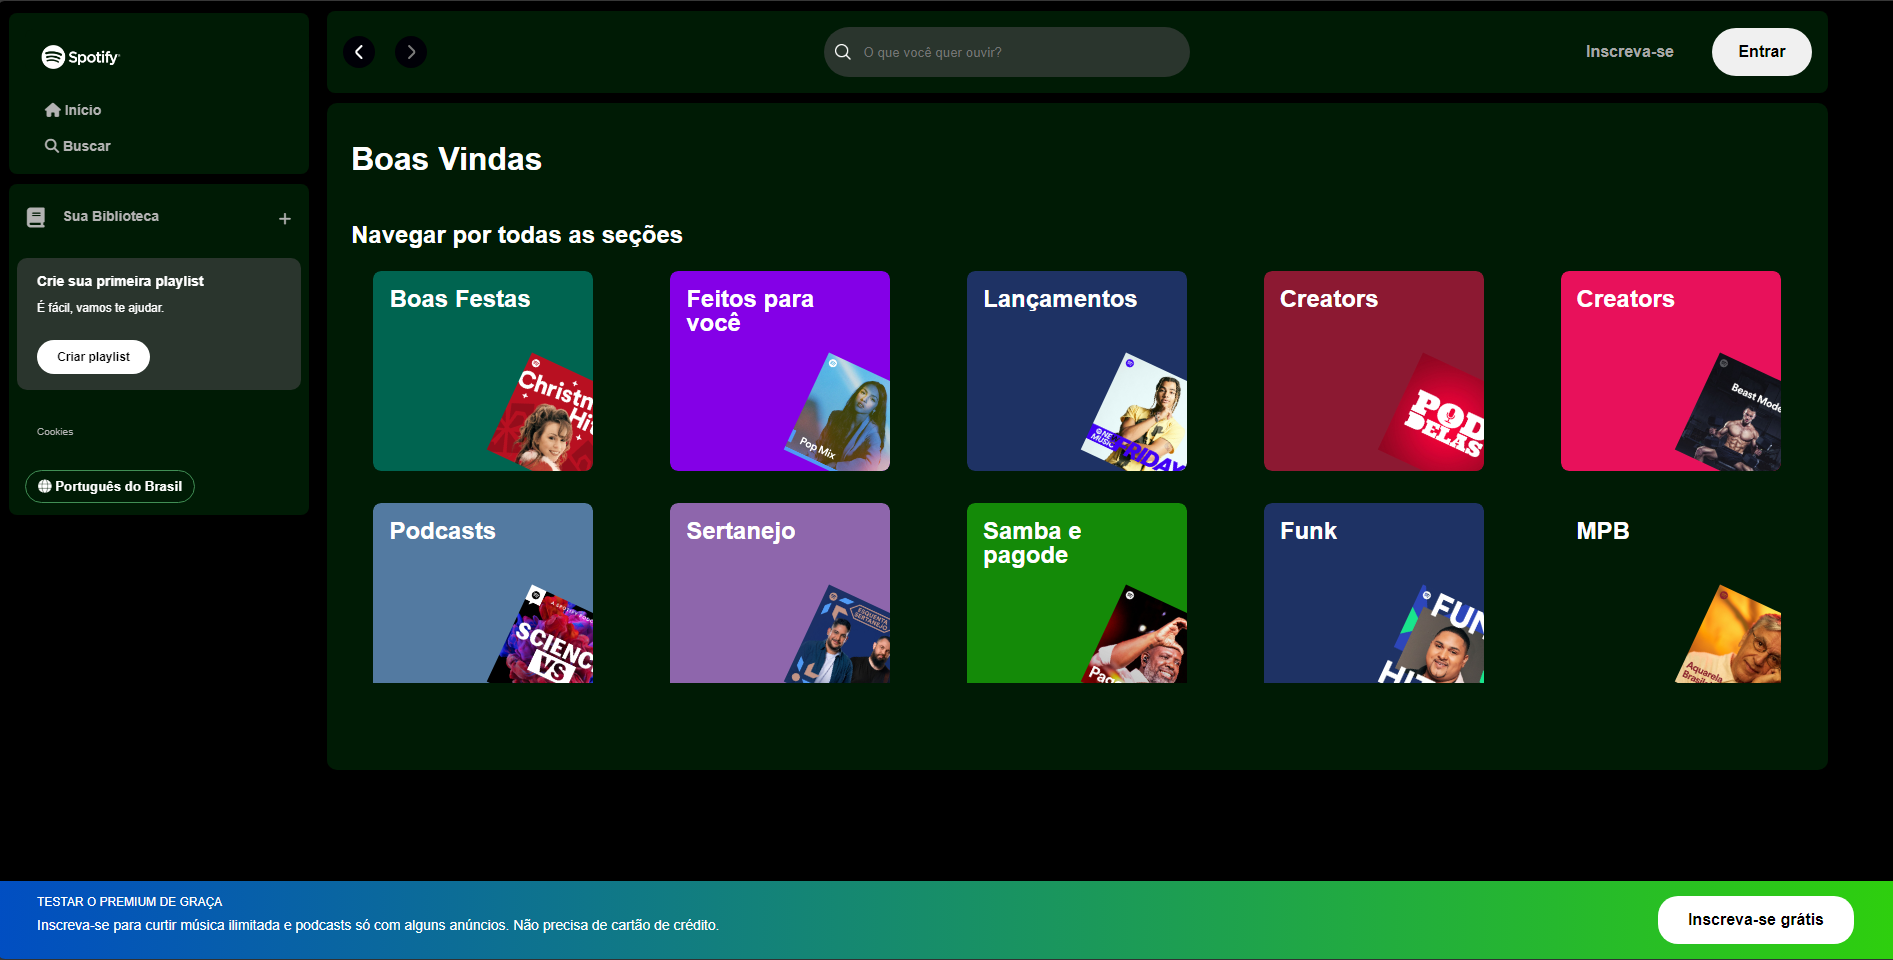 Spotify
Início
Buscar
Sua Biblioteca
Crie sua primeira playlist
É fácil, vamos te ajudar.
Criar playlist
Cookies
Português do Brasil
O que você quer ouvir?
Inscreva-se
Entrar
Boas Vindas
Navegar por todas as seções
Boas Festas
Christm
Hit
Feitos para
você
Pop Mix
Lançamentos
NE
MUSIC
FRIDAY
Creators
POD
DELAS
Creators
Beast Mode
Podcasts
SCIENC
VS
Sertanejo
ESQUENTA
SERTANEJO
Samba e
pagode
Pago
Funk
FUN
HIT
MPB
Aquarela
Brasil
TESTAR O PREMIUM DE GRAÇA
Inscreva-se para curtir música ilimitada e podcasts só com alguns anúncios. Não precisa de cartão de crédito.
Inscreva-se grátis